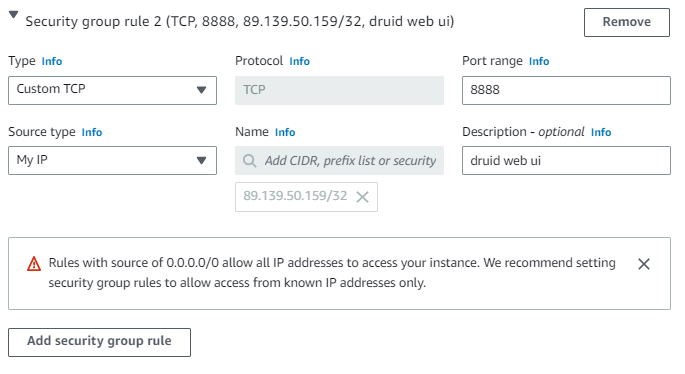 Security group rule 2 (TCP, 8888, 89.139.50.159/32, druid web ui)
Remove
Type Info
Protocol Info
Port range Info
Custom TCP
TCP
8888
Source type Info
Name Info
Description - optional Info
My IP
Add CIDR, prefix list or security
druid web ui
89.139.50.159/32
Rules with source of 0.0.0.0/0 allow all IP addresses to access your instance. We recommend setting
security group rules to allow access from known IP addresses only.
Add security group rule